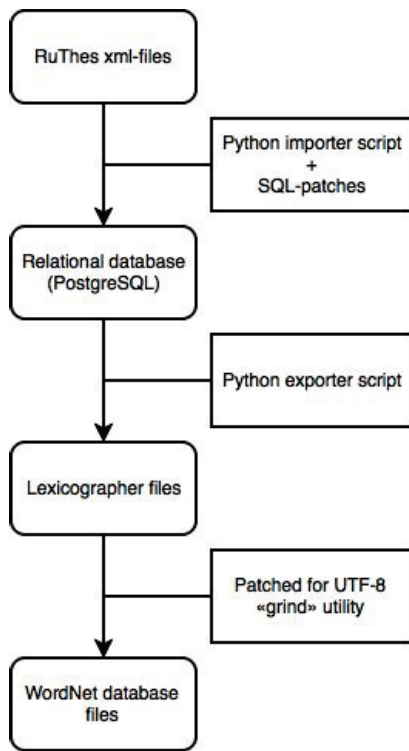 RuThes xml-files
Python importer script
+
SQL-patches
Relational database
(PostgreSQL)
Python exporter script
Lexicographer files
Patched for UTF-8
«grind» utility
WordNet database
files